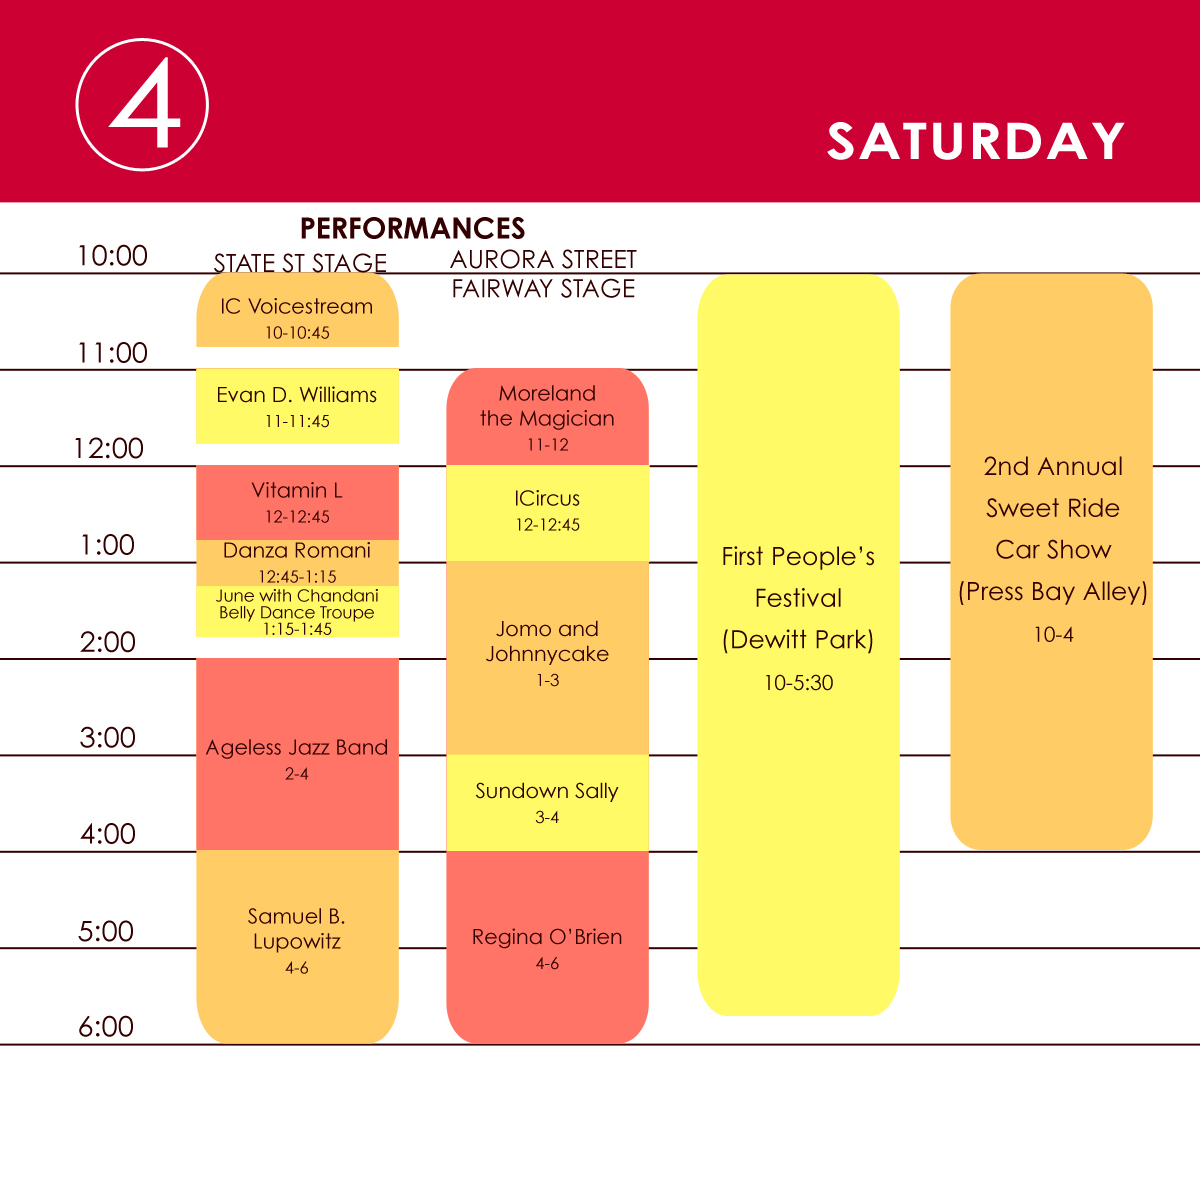 4
SATURDAY
PERFORMANCES
STATE ST STAGE
AURORA STREET
FAIRWAY STAGE
10:00
11:00
12:00
1:00
2:00
3:00
4:00
5:00
6:00
IC Voicestream
10-10:45
Evan D. Williams
11-11:45
Vitamin L
12-12:45
Danza Romani
12:45-1:15
June with Chandani
Belly Dance Troupe
1:15-1:45
Ageless Jazz Band
2-4
Samuel B.
Lupowitz
4-6
Moreland
the Magician
11-12
ICircus
12-12:45
Jomo and
Johnnycake
1-3
Sundown Sally
3-4
Regina O’Brien
4-6
First People’s
Festival
(Dewitt Park)
10-5:30
2nd Annual
Sweet Ride
Car Show
(Press Bay Alley)
10-4